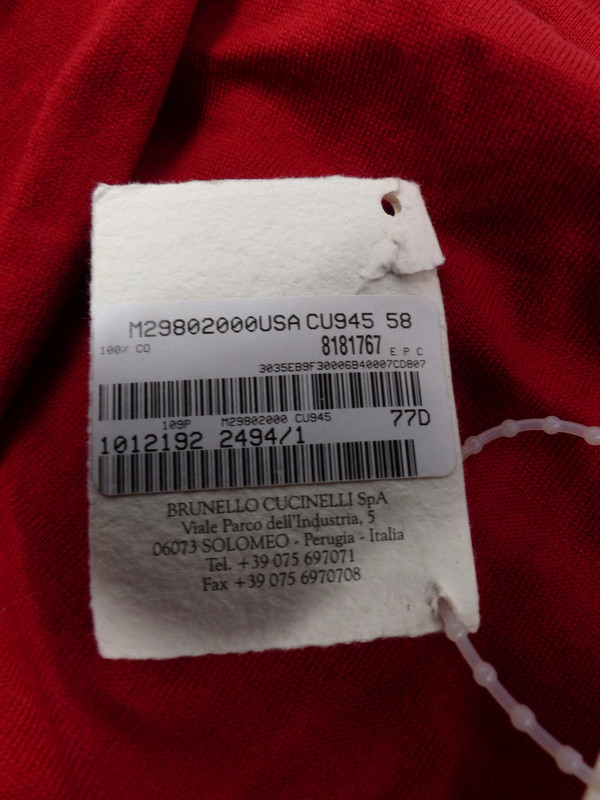 M29802000USA CU945 58
100% CO 8181767 EPC
3035EB9F30006B40007CD807
109P M29802000 CU945 77D
1012192 2494/1
BRUNELLO CUCINELLI SpA
Viale Parco dell'Industria, 5
06073 SOLOMEO - Perugia - Italia
Tel. +39 075 697071
Fax +39 075 6970708